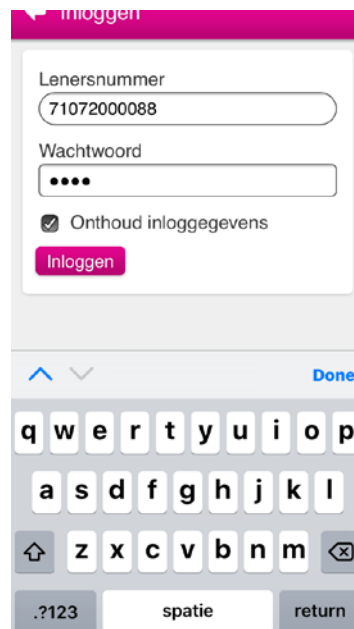 Inloggen
Lenersnummer
71072000088
Wachtwoord
••••
Onthoud inloggegevens
Inloggen
Done
q w e r t y u i o p
a s d f g h j k l
z x c v b n m
.?123 spatie return